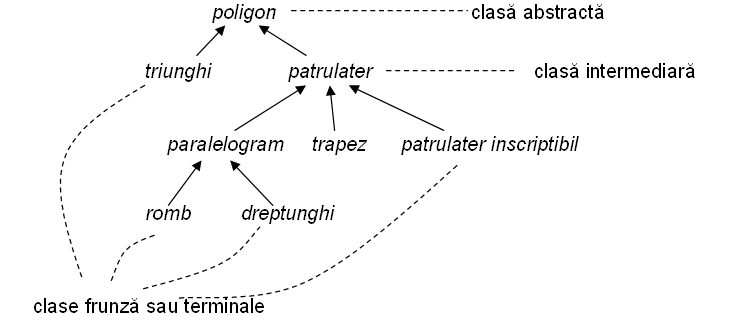 poligon clasă abstractă
triunghi patrulater clasă intermediară
paralelogram trapez patrulater inscriptibil
romb dreptunghi
clase frunză sau terminale